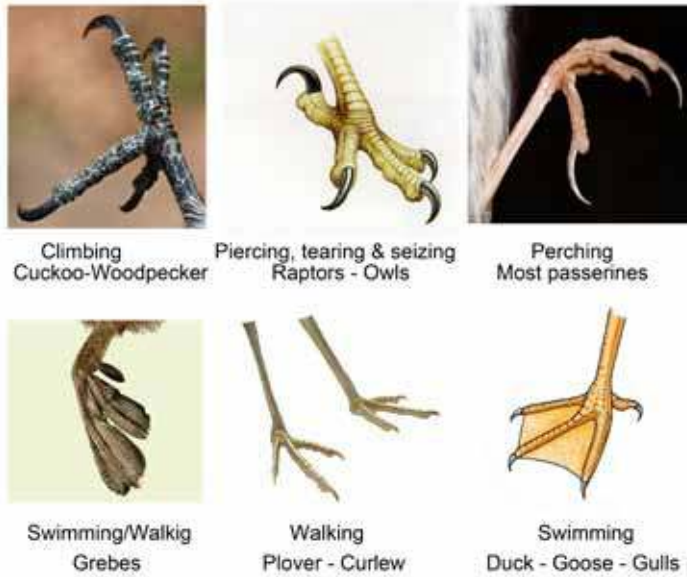 Climbing
Cuckoo-Woodpecker
Piercing, tearing & seizing
Raptors - Owls
Perching
Most passerines
Swimming/Walkig
Grebes
Walking
Plover - Curlew
Swimming
Duck - Goose - Gulls